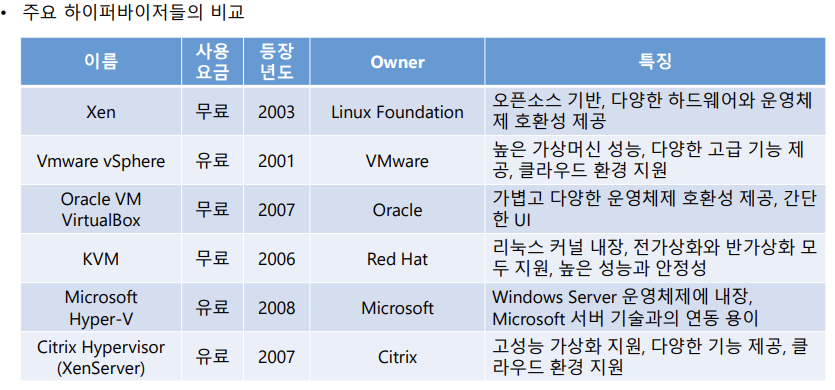 • 주요 하이퍼바이저들의 비교
이름 사용 요금 등장 년도 Owner 특징
Xen 무료 2003 Linux Foundation 오픈소스 기반, 다양한 하드웨어와 운영체
제 호환성 제공
Vmware vSphere 유료 2001 VMware 높은 가상머신 성능, 다양한 고급 기능 제
공, 클라우드 환경 지원
Oracle VM
VirtualBox 무료 2007 Oracle 가볍고 다양한 운영체제 호환성 제공, 간단
한 UI
KVM 무료 2006 Red Hat 리눅스 커널 내장, 전가상화와 반가상화 모
두 지원, 높은 성능과 안정성
Microsoft
Hyper-V 유료 2008 Microsoft Windows Server 운영체제에 내장,
Microsoft 서버 기술과의 연동 용이
Citrix Hypervisor
(XenServer) 유료 2007 Citrix 고성능 가상화 지원, 다양한 기능 제공, 클
라우드 환경 지원